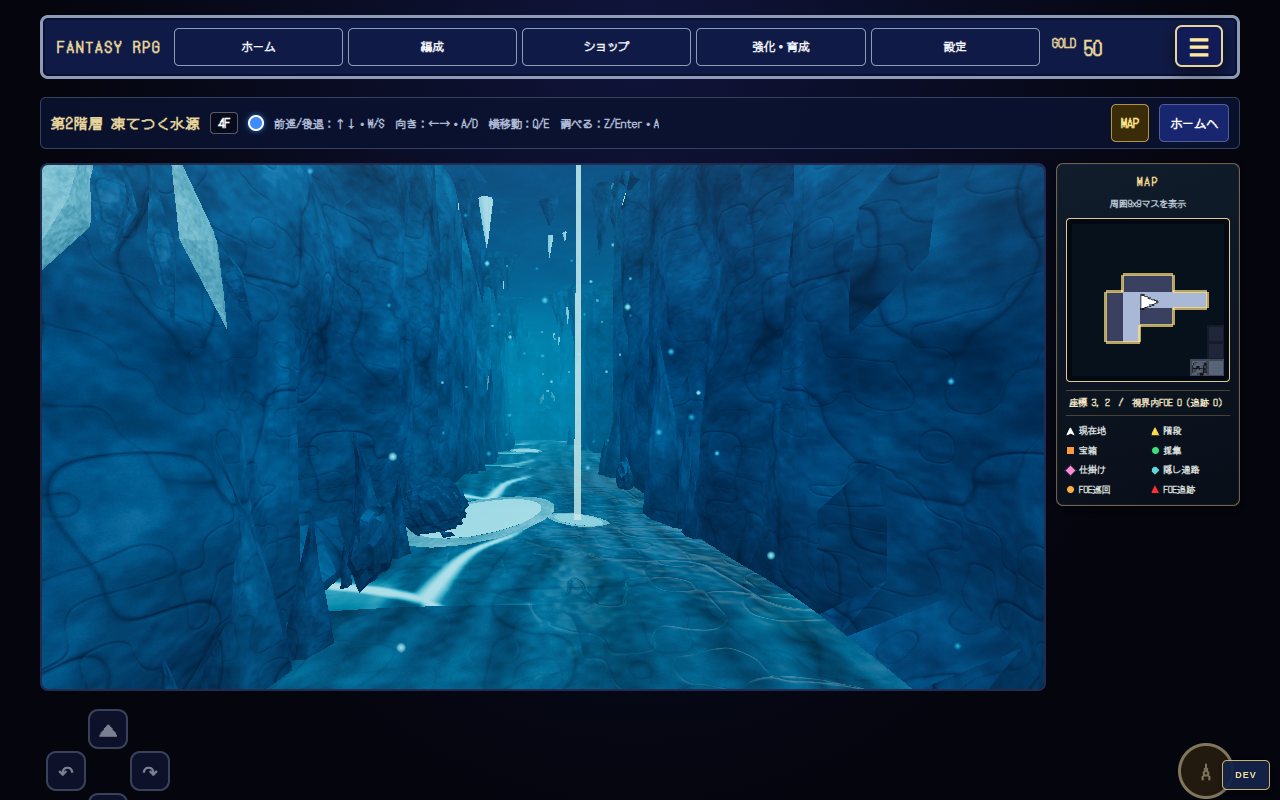 FANTASY RPG
ホーム
編成
ショップ
強化・育成
設定
GOLD 50
第2階層 凍てつく水源
4F
前進/後退：↑↓・W/S 向き：←→・A/D 横移動：Q/E 調べる：Z/Enter・A
MAP
ホームへ
MAP
周囲9x9マスを表示
座標 3, 2 / 視界内FOE 0（追跡 0）
現在地
階段
宝箱
採集
仕掛け
隠し通路
FOE巡回
FOE追跡
A
DEV